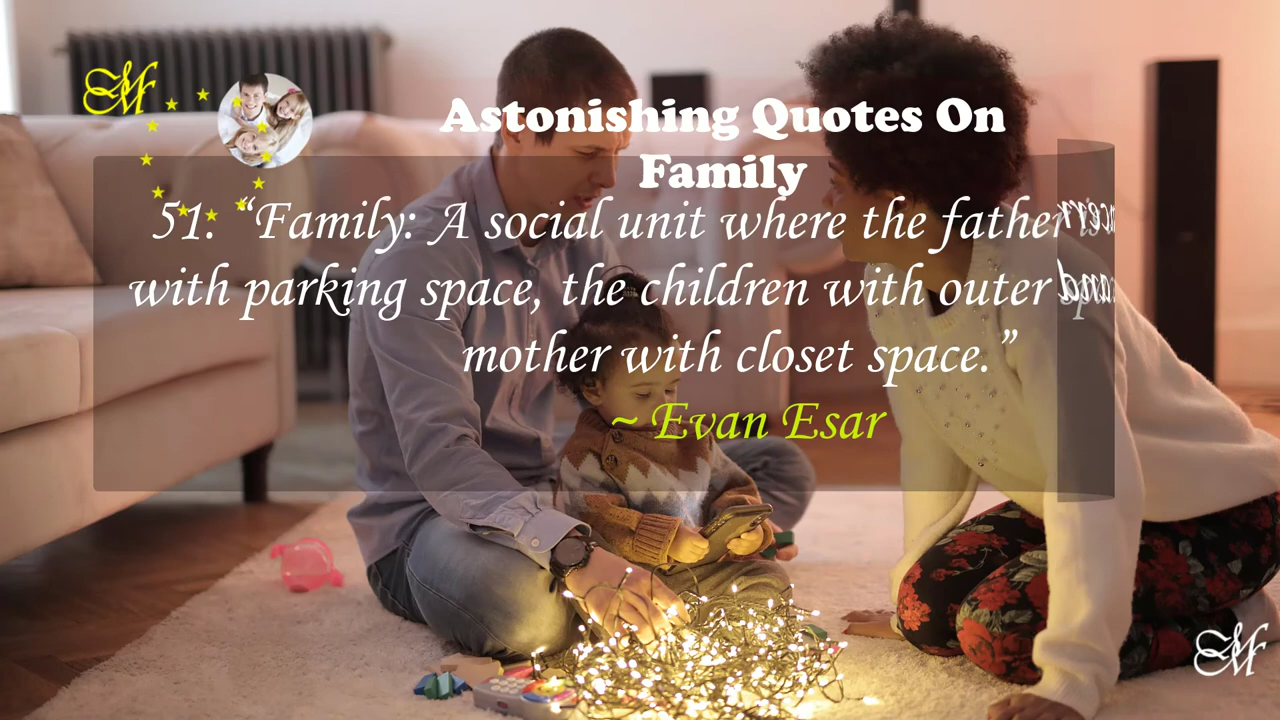 Astonishing Quotes On
Family
51: “Family: A social unit where the father
with parking space, the children with outer
mother with closet space.”
~ Evan Esar